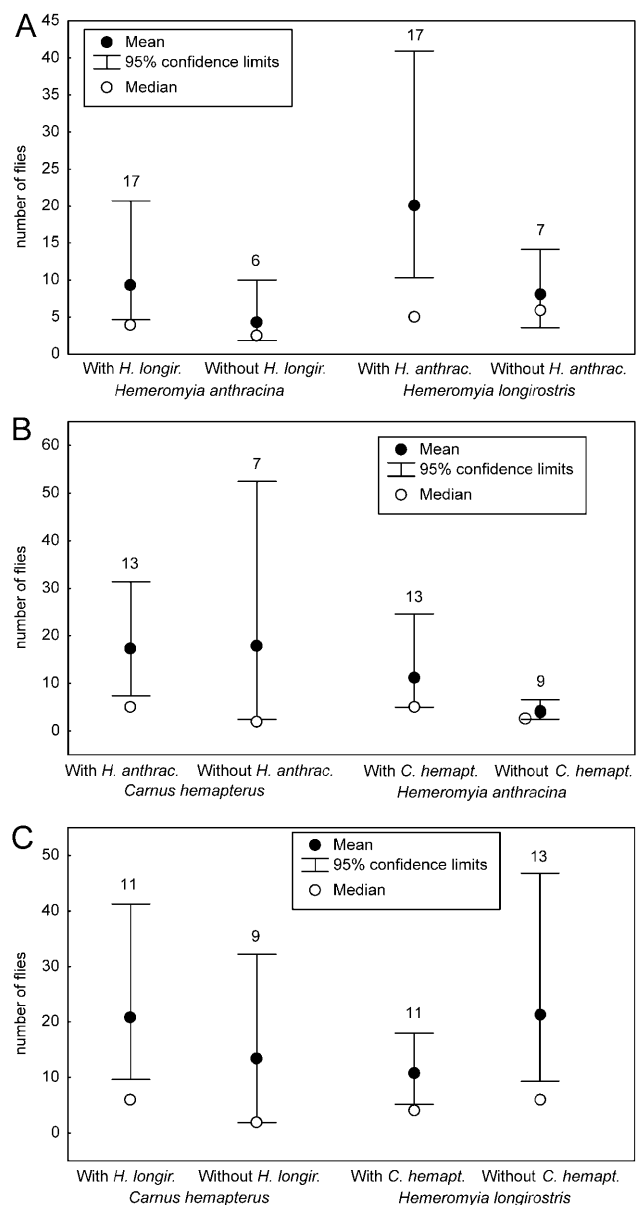 A
45
40
35
30
25
20
15
10
5
0
number of flies
Mean
95% confidence limits
Median
17
6
17
7
With H. longir. Without H. longir. With H. anthrac. Without H. anthrac.
Hemeromyia anthracina Hemeromyia longirostris
B
60
50
40
30
20
10
0
number of flies
Mean
95% confidence limits
Median
13
7
13
9
With H. anthrac. Without H. anthrac. With C. hemapt. Without C. hemapt.
Carnus hemapterus Hemeromyia anthracina
C
50
40
30
20
10
0
number of flies
Mean
95% confidence limits
Median
11
9
11
13
With H. longir. Without H. longir. With C. hemapt. Without C. hemapt.
Carnus hemapterus Hemeromyia longirostris